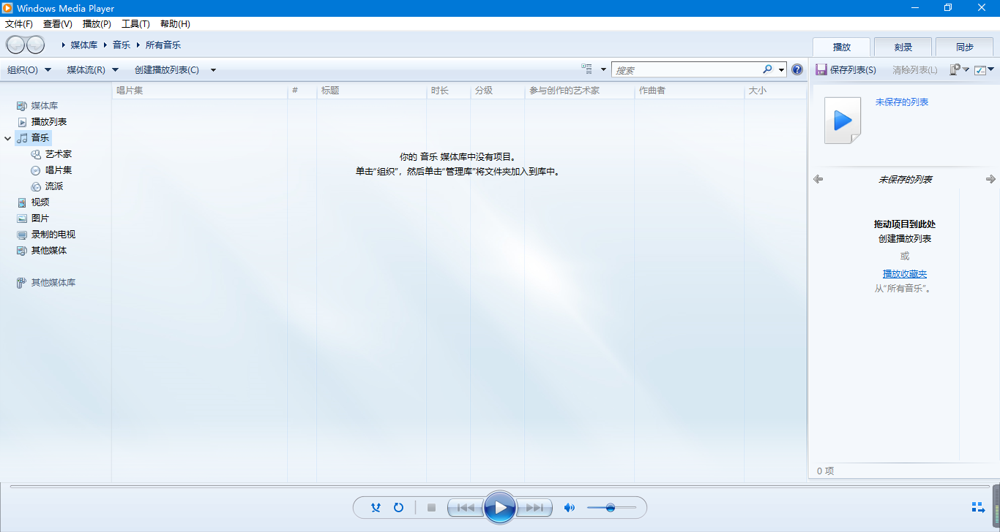 Windows Media Player
文件(F) 查看(V) 播放(P) 工具(T) 帮助(H)
媒体库 音乐 所有音乐
播放 刻录 同步
组织(O) 媒体流(R) 创建播放列表(C) 搜索 保存列表(S) 清除列表(L)
唱片集 # 标题 时长 分级 参与创作的艺术家 作曲者 大小
媒体库
播放列表
音乐
艺术家
唱片集
流派
视频
图片
录制的电视
其他媒体
其他媒体库
你的 音乐 媒体库中没有项目。
单击“组织”，然后单击“管理库”将文件夹加入到库中。
未保存的列表
未保存的列表
拖动项目到此处
创建播放列表
或
播放收藏夹
从“所有音乐”。
0 项